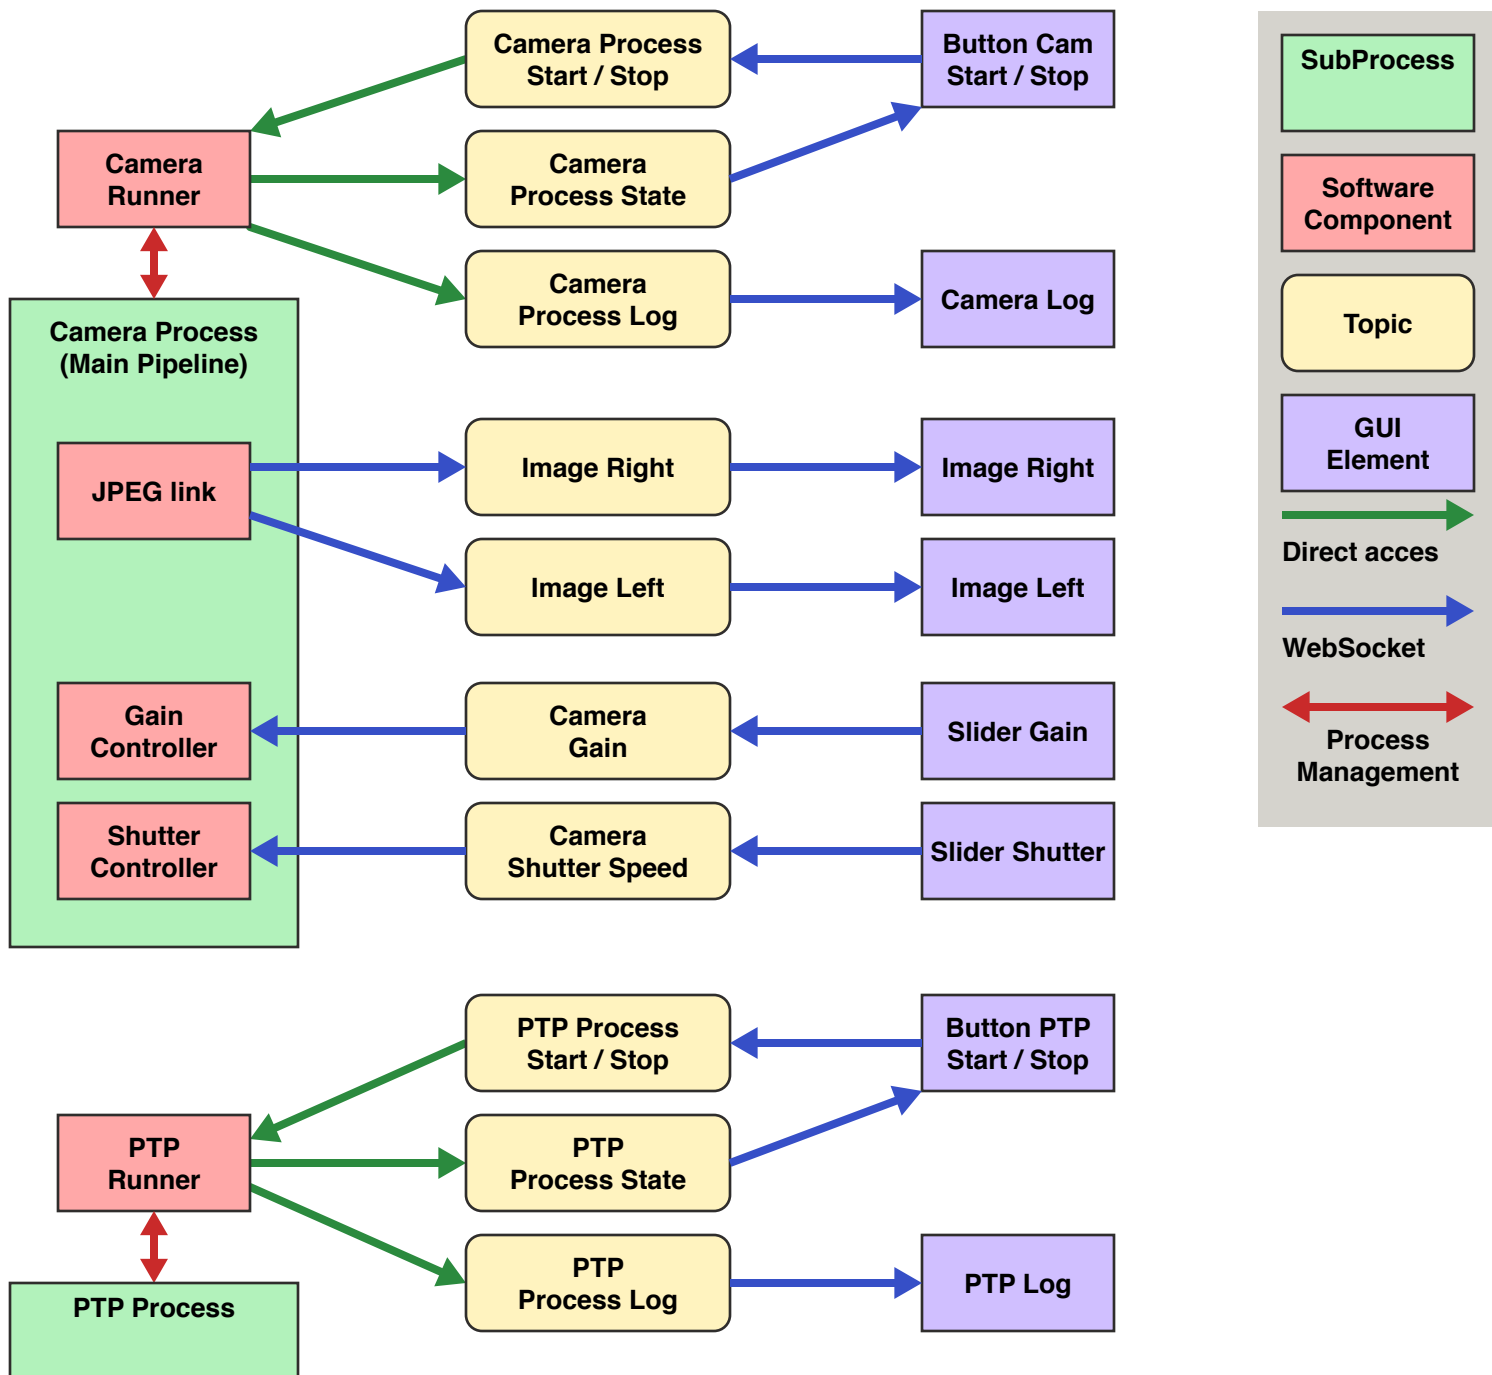 Camera Process
Start / Stop
Button Cam
Start / Stop
Camera
Runner
Camera
Process State
Camera
Process Log
Camera Log
Camera Process
(Main Pipeline)
JPEG link
Image Right
Image Right
Image Left
Image Left
Gain
Controller
Camera
Gain
Slider Gain
Shutter
Controller
Camera
Shutter Speed
Slider Shutter
PTP Process
Start / Stop
Button PTP
Start / Stop
PTP
Runner
PTP
Process State
PTP
Process Log
PTP Log
PTP Process
SubProcess
Software
Component
Topic
GUI
Element
Direct acces
WebSocket
Process
Management